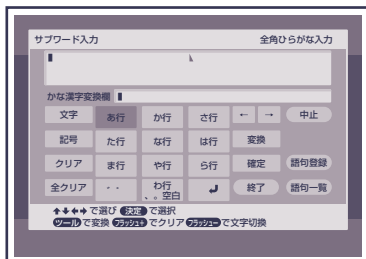 サブワード入力 全角ひらがな入力
かな漢字変換欄
文字 あ行 か行 さ行 ← → 中止
記号 た行 な行 は行 変換
クリア ま行 や行 ら行 確定 語句登録
全クリア ・・ わ行 、。空白 ↲ 終了 語句一覧
↑↓←→で選び 決定 で選択
ツール で変換 フラッシュ+ でクリア フラッシュ− で文字切換